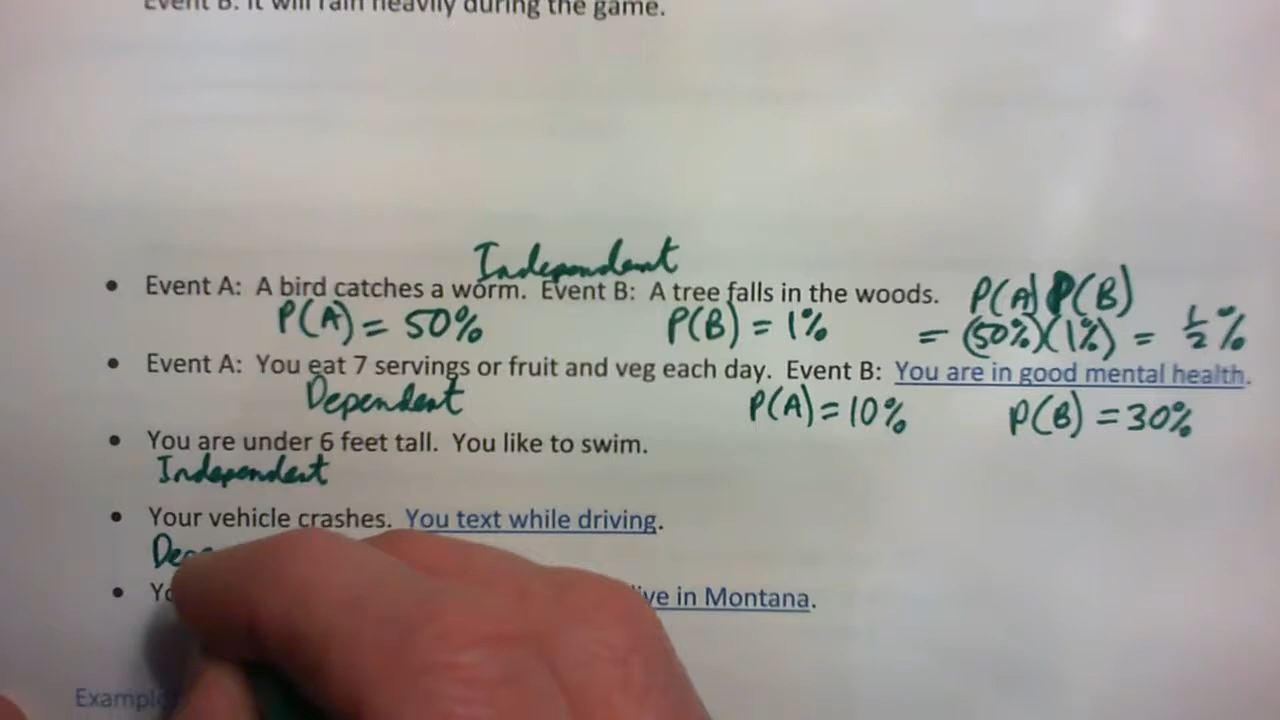 Event B: It will rain heavily during the game.
Independent
• Event A: A bird catches a worm. Event B: A tree falls in the woods. P(A) P(B)
P(A) = 50% P(B) = 1% = (50%)(1%) = 1/2 %
• Event A: You eat 7 servings or fruit and veg each day. Event B: You are in good mental health.
Dependent P(A) = 10% P(B) = 30%
• You are under 6 feet tall. You like to swim.
Independent
• Your vehicle crashes. You text while driving.
• in Montana.